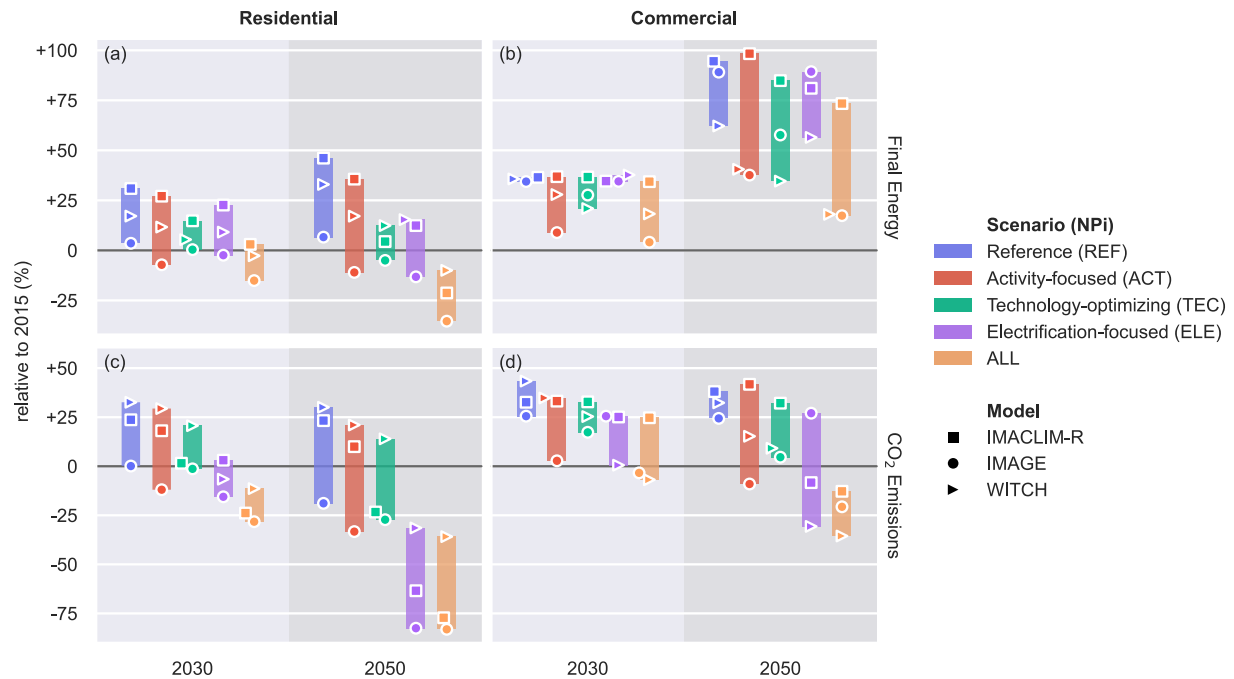 Residential
Commercial
(a)
(b)
+100
+75
+50
+25
0
-25
Final Energy
relative to 2015 (%)
(c)
(d)
+50
+25
0
-25
-50
-75
CO₂ Emissions
2030
2050
2030
2050
Scenario (NPi)
Reference (REF)
Activity-focused (ACT)
Technology-optimizing (TEC)
Electrification-focused (ELE)
ALL
Model
IMACLIM-R
IMAGE
WITCH